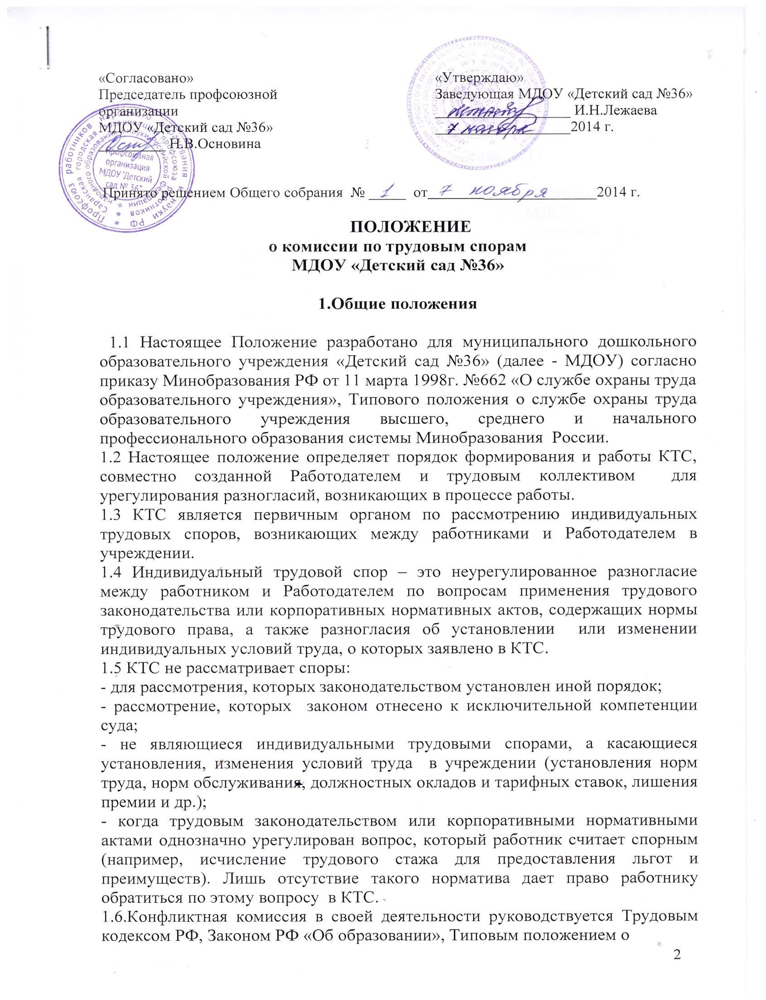 «Согласовано»
Председатель профсоюзной
организации
МДОУ «Детский сад №36»
Н.В.Основина
«Утверждаю»
Заведующая МДОУ «Детский сад №36»
И.Н.Лежаева
7 ноября 2014 г.
Профсоюз работников народного образования и науки РФ
Профсоюзная
организация
МДОУ "Детский
сад № 36"
Принято решением Общего собрания № 1 от 7 ноября 2014 г.
ПОЛОЖЕНИЕ
о комиссии по трудовым спорам
МДОУ «Детский сад №36»
1.Общие положения
1.1 Настоящее Положение разработано для муниципального дошкольного
образовательного учреждения «Детский сад №36» (далее - МДОУ) согласно
приказу Минобразования РФ от 11 марта 1998г. №662 «О службе охраны труда
образовательного учреждения», Типового положения о службе охраны труда
образовательного учреждения высшего, среднего и начального
профессионального образования системы Минобразования России.
1.2 Настоящее положение определяет порядок формирования и работы КТС,
совместно созданной Работодателем и трудовым коллективом для
урегулирования разногласий, возникающих в процессе работы.
1.3 КТС является первичным органом по рассмотрению индивидуальных
трудовых споров, возникающих между работниками и Работодателем в
учреждении.
1.4 Индивидуальный трудовой спор – это неурегулированное разногласие
между работником и Работодателем по вопросам применения трудового
законодательства или корпоративных нормативных актов, содержащих нормы
трудового права, а также разногласия об установлении или изменении
индивидуальных условий труда, о которых заявлено в КТС.
1.5 КТС не рассматривает споры:
- для рассмотрения, которых законодательством установлен иной порядок;
- рассмотрение, которых законом отнесено к исключительной компетенции
суда;
- не являющиеся индивидуальными трудовыми спорами, а касающиеся
установления, изменения условий труда в учреждении (установления норм
труда, норм обслуживания, должностных окладов и тарифных ставок, лишения
премии и др.);
- когда трудовым законодательством или корпоративными нормативными
актами однозначно урегулирован вопрос, который работник считает спорным
(например, исчисление трудового стажа для предоставления льгот и
преимуществ). Лишь отсутствие такого норматива дает право работнику
обратиться по этому вопросу в КТС.
1.6.Конфликтная комиссия в своей деятельности руководствуется Трудовым
кодексом РФ, Законом РФ «Об образовании», Типовым положением о
2